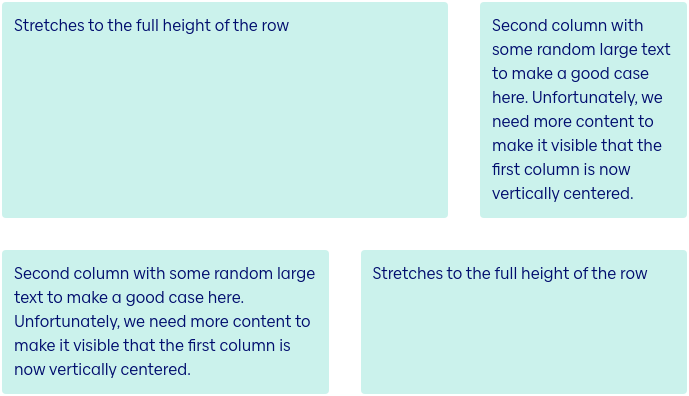 Stretches to the full height of the row
Second column with
some random large text
to make a good case
here. Unfortunately, we
need more content to
make it visible that the
first column is now
vertically centered.
Second column with some random large
text to make a good case here.
Unfortunately, we need more content to
make it visible that the first column is
now vertically centered.
Stretches to the full height of the row